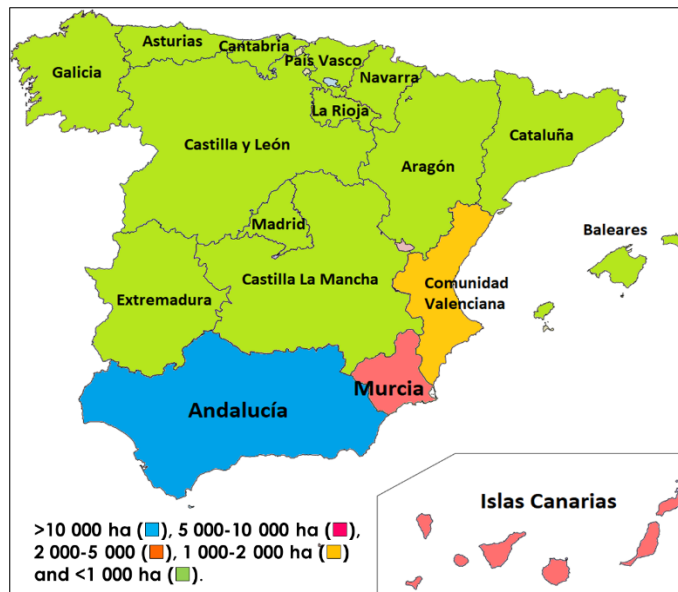 Asturias
Cantabria
País Vasco
Galicia
Navarra
La Rioja
Castilla y León
Cataluña
Aragón
Madrid
Baleares
Castilla La Mancha
Comunidad
Valenciana
Extremadura
Murcia
Andalucía
Islas Canarias
>10 000 ha (■), 5 000-10 000 ha (■),
2 000-5 000 (■), 1 000-2 000 ha (■)
and <1 000 ha (■).